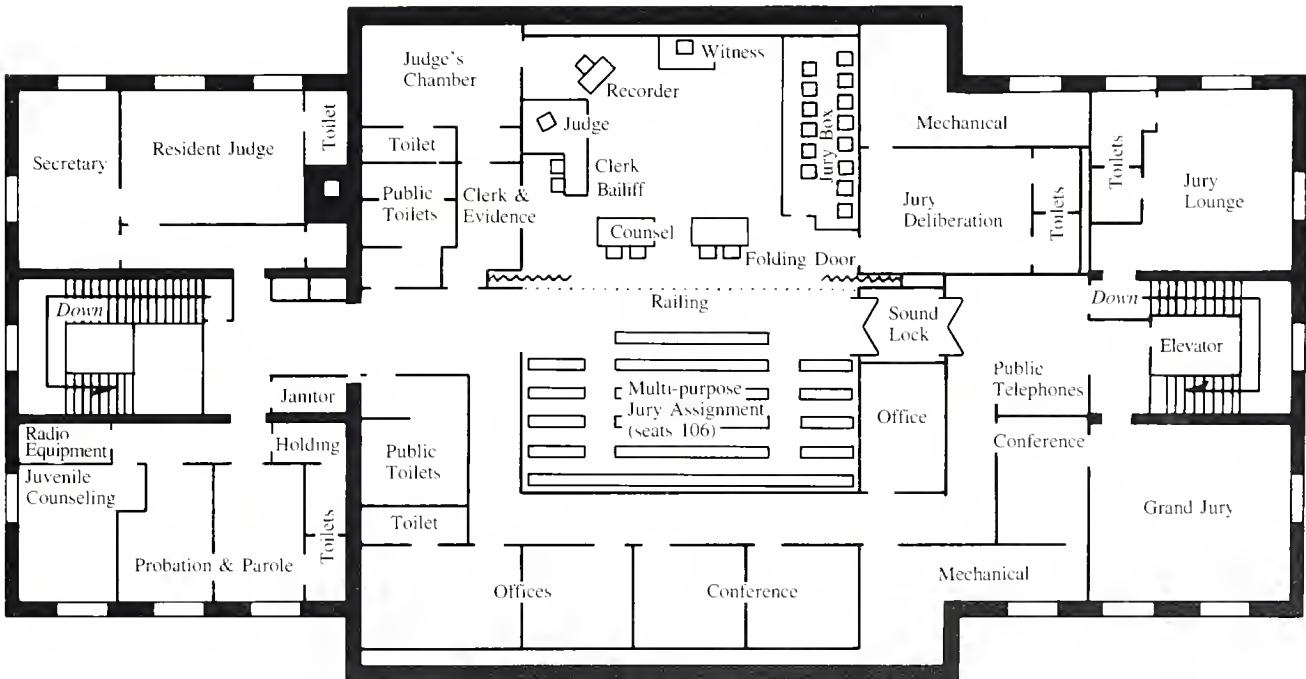 Judge's
Chamber
Witness
Recorder
Judge
Clerk
Bailiff
Jury Box
Mechanical
Secretary
Resident Judge
Toilet
Toilet
Public
Toilets
Clerk &
Evidence
Counsel
Folding Door
Jury
Deliberation
Toilets
Toilets
Jury
Lounge
Down
Railing
Sound
Lock
Down
Elevator
Public
Telephones
Janitor
Multi-purpose
Jury Assignment
(seats 106)
Office
Radio
Equipment
Holding
Conference
Juvenile
Counseling
Public
Toilets
Toilet
Toilets
Grand Jury
Probation & Parole
Offices
Conference
Mechanical